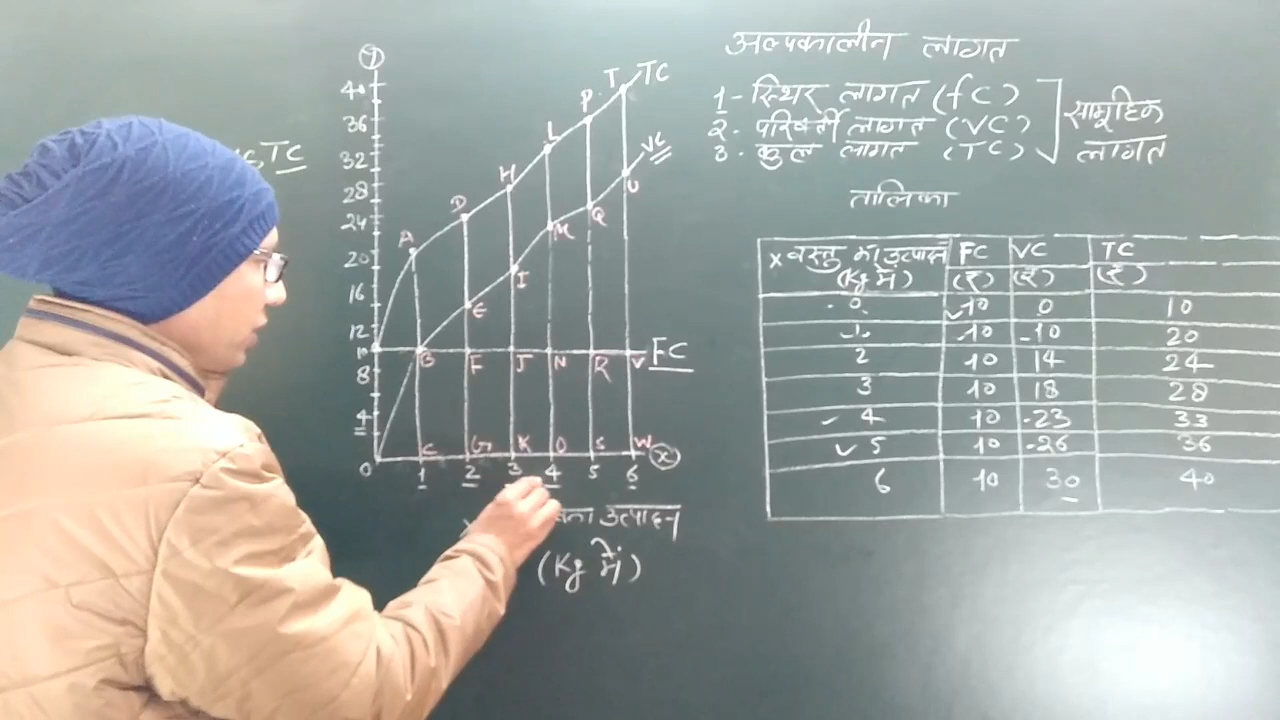 अल्पकालीन लागत
1- स्थिर लागत (fC)
2. परिवर्ती लागत (VC)
3. कुल लागत (TC)
सामूहिक
लागत
तालिका
x वस्तु का उत्पादन FC VC TC
(Kg में) (₹) (₹) (₹)
0 10 0 10
1 10 10 20
2 10 14 24
3 10 18 28
4 10 23 33
5 10 26 36
6 10 30 40
TC
Y
40
36
32
28
24
20
16
12
10
8
4
0
T TC
P
L
H
D
A
VC
U
Q
M
I
E
B F J N R V FC
C G K O S W X
1 2 3 4 5 6
उत्पादन
(Kg में)